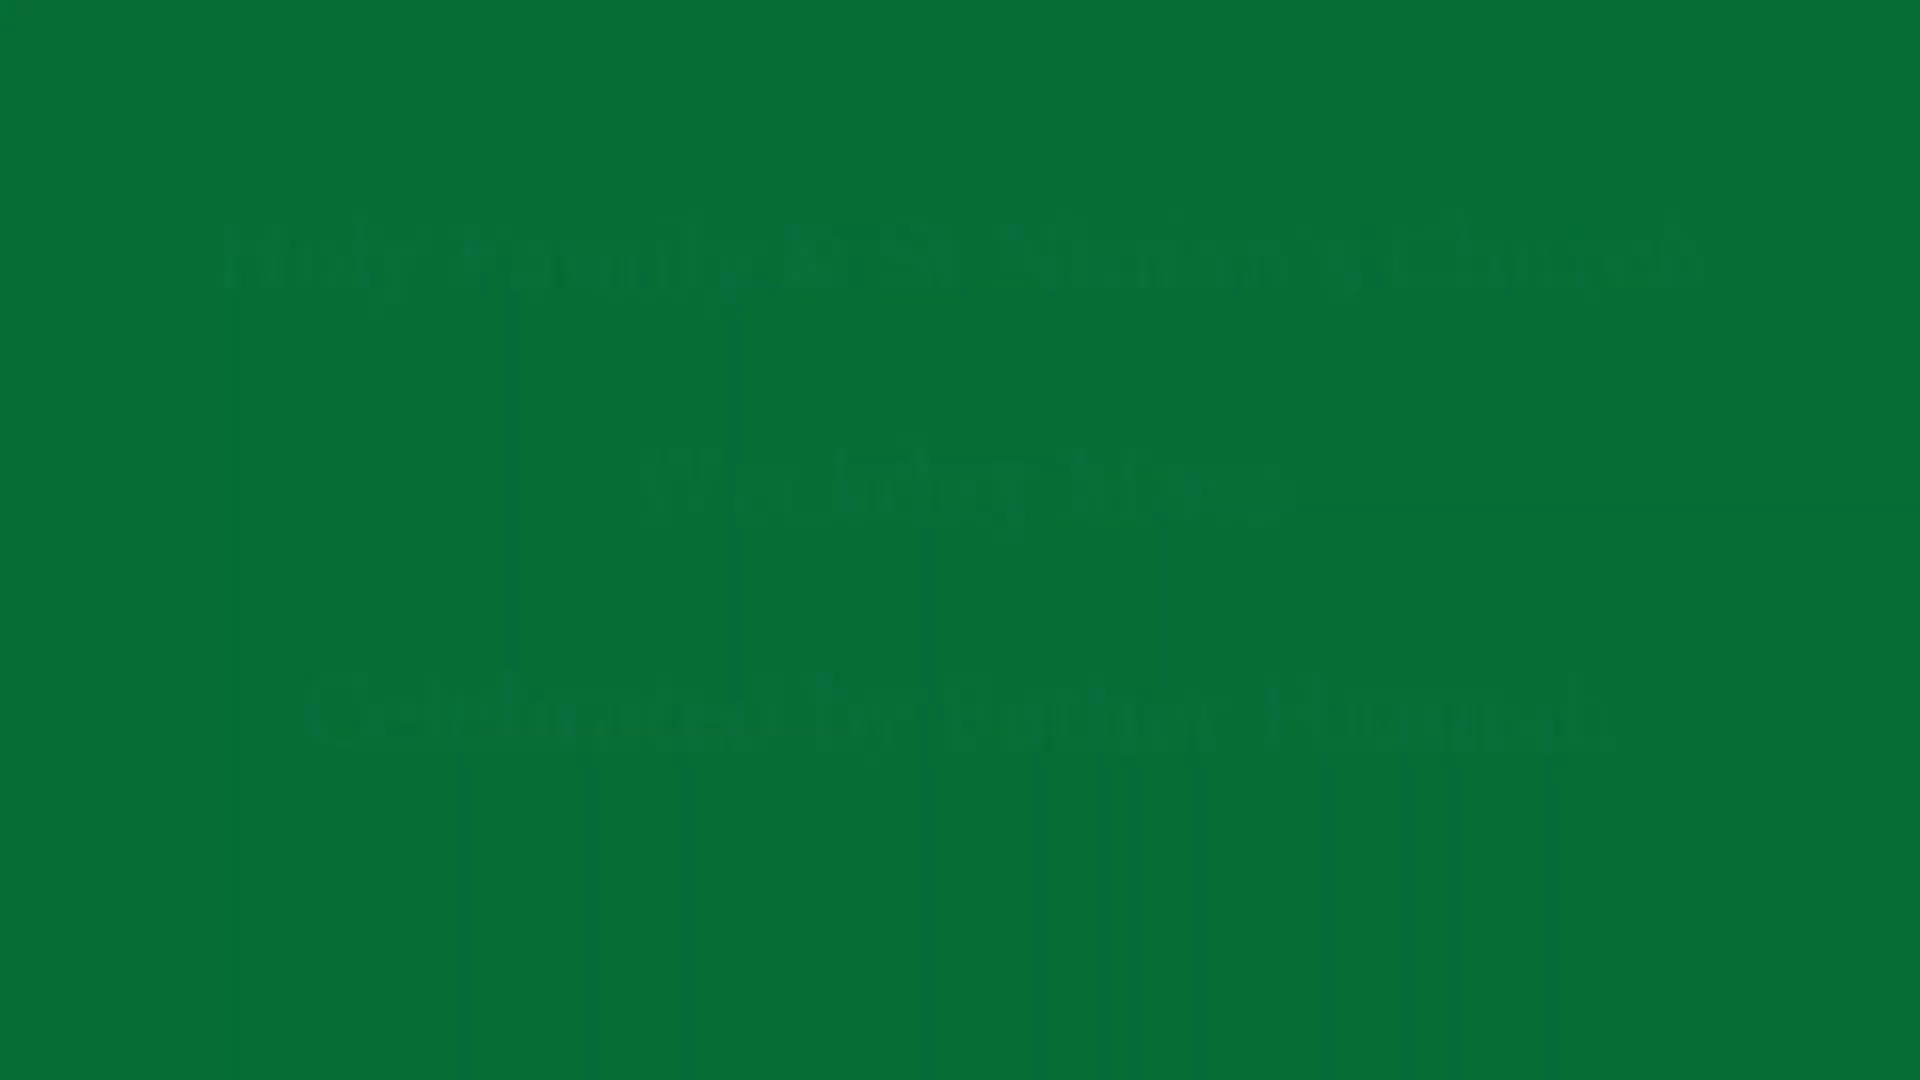 Holy Family & St Ninian's Church
Weekday Mass
Celebrated by Father